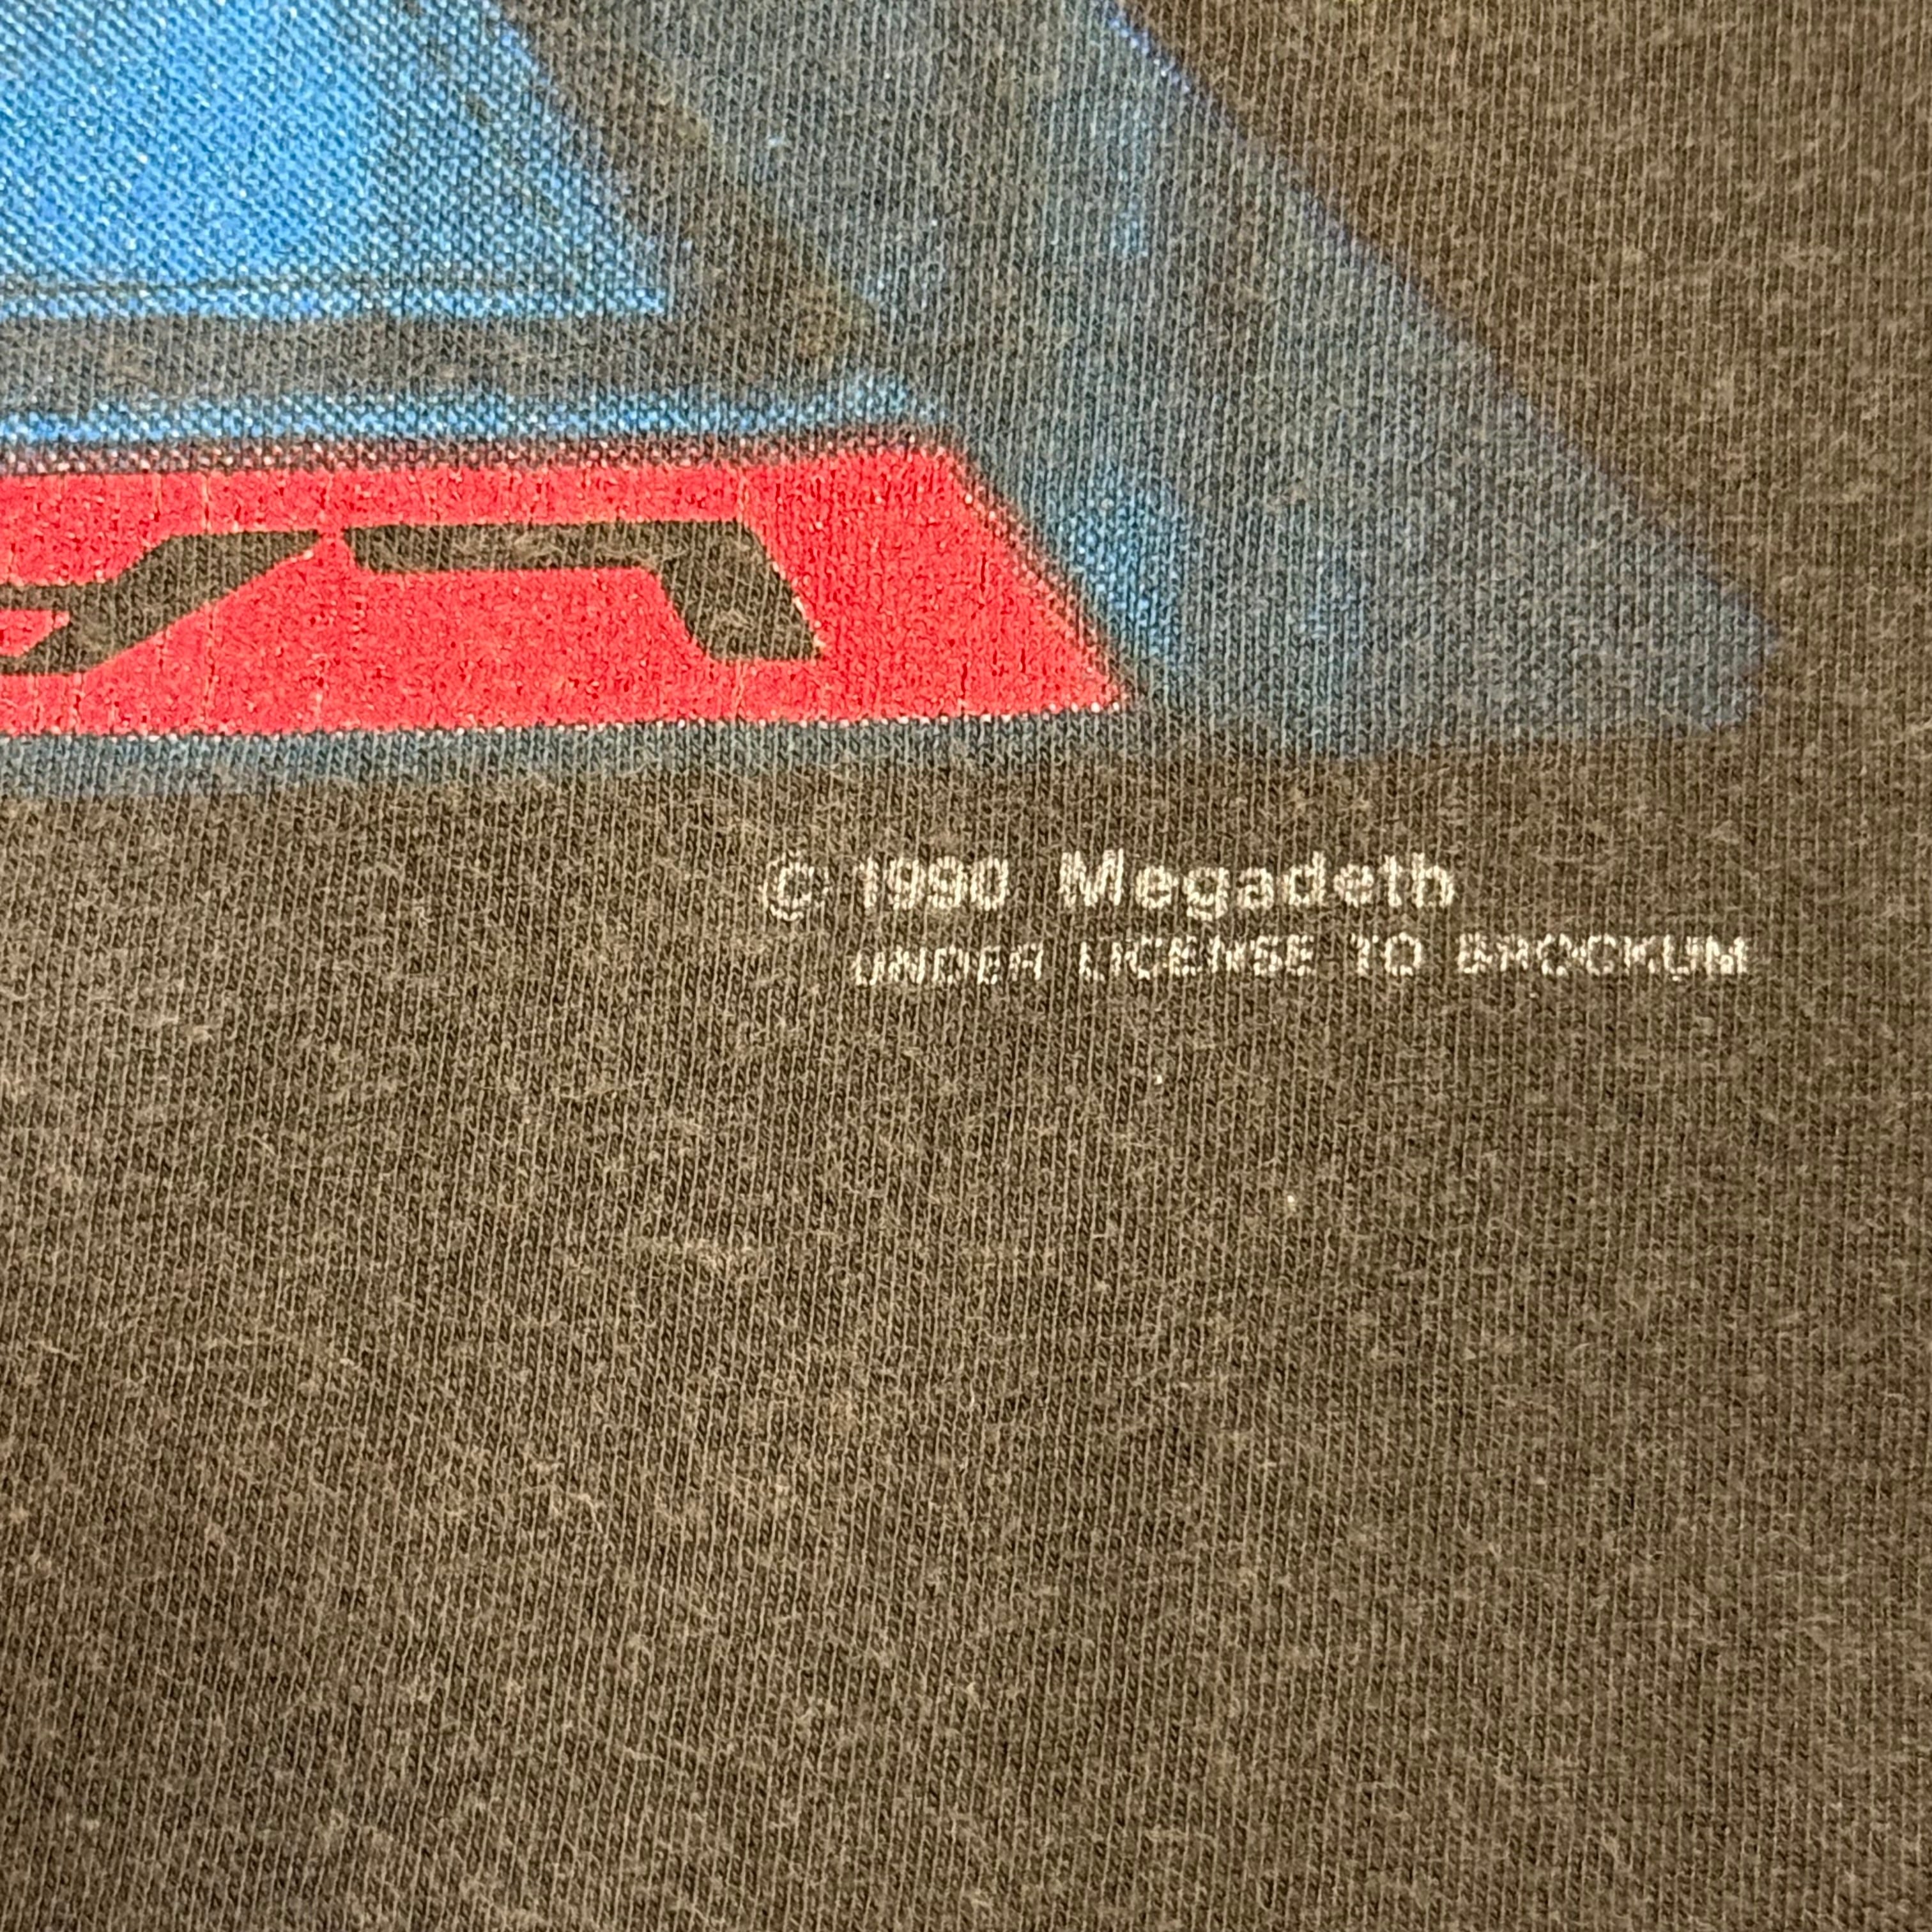 © 1990 Megadeth
UNDER LICENSE TO BROCKUM